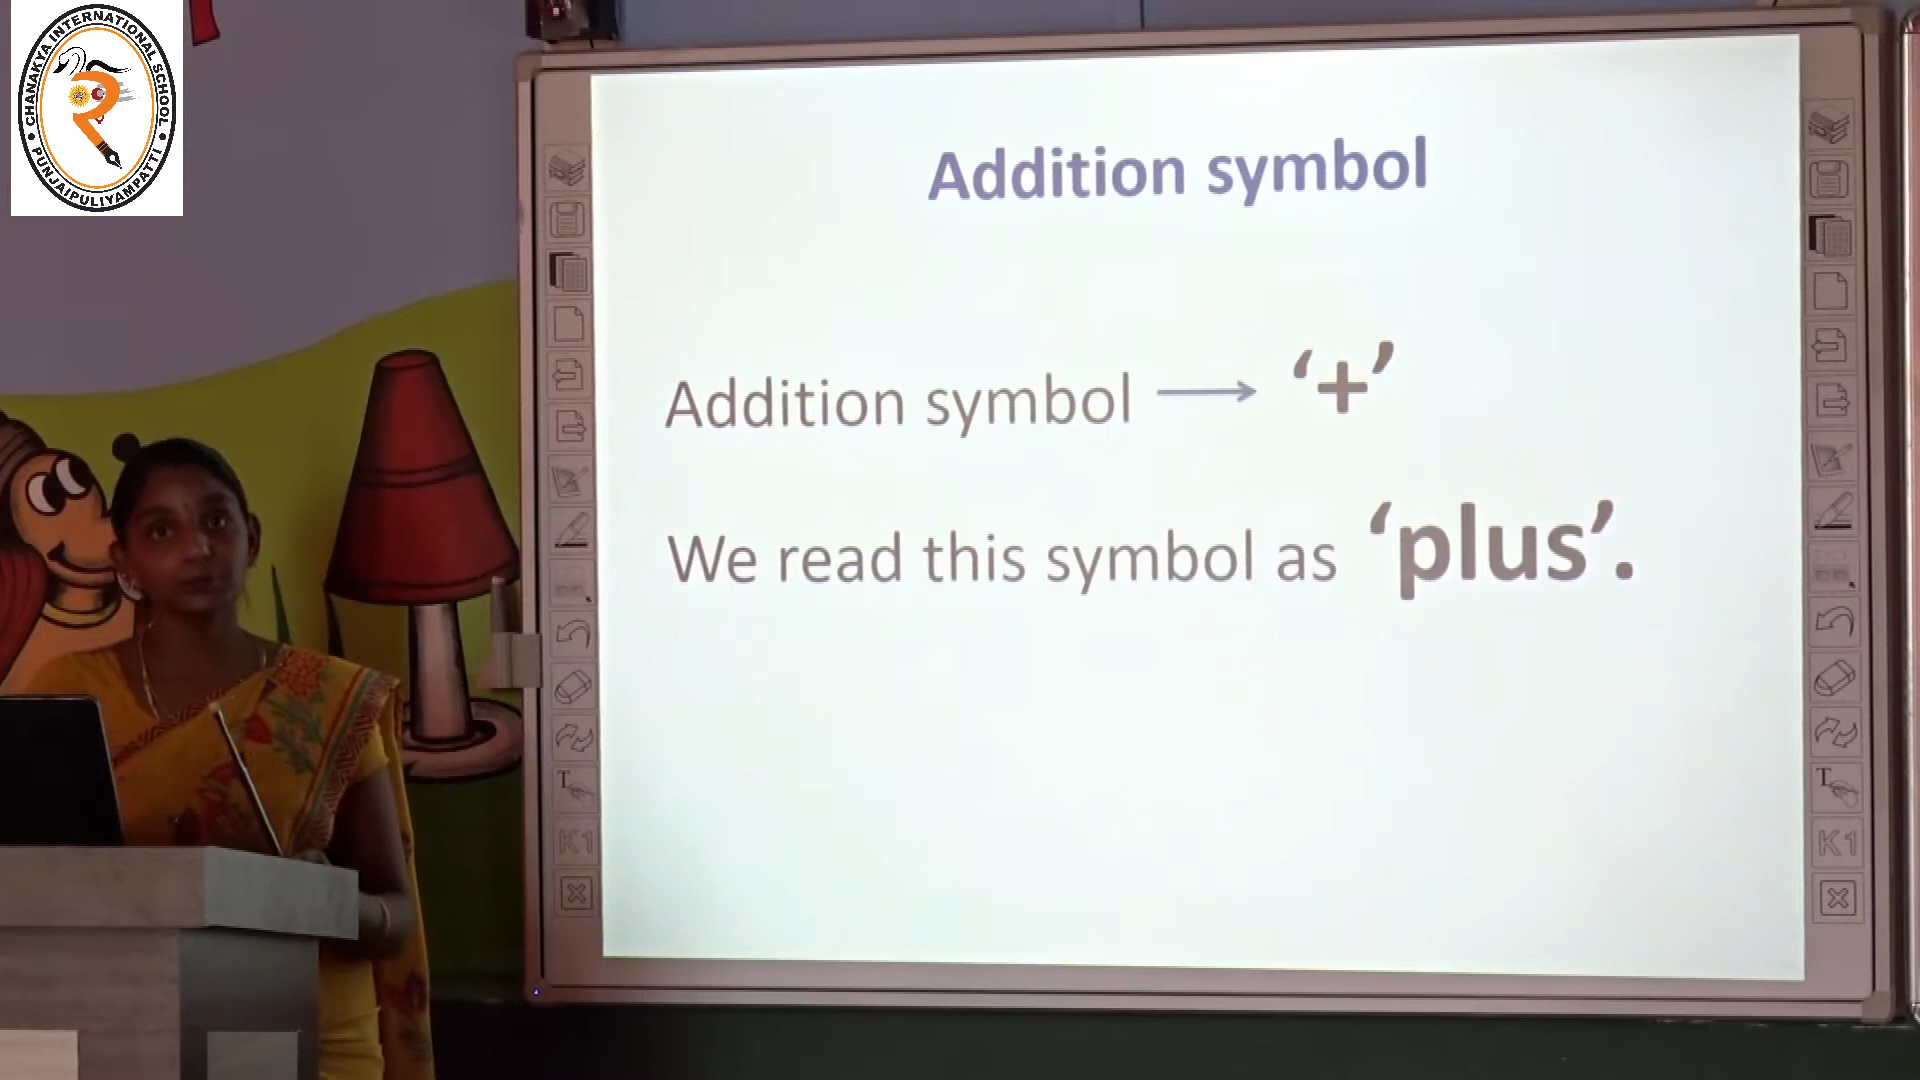 CHANAKYA INTERNATIONAL SCHOOL
PUNJAIPULIYAMPATTI
Addition symbol
Addition symbol → ‘+’
We read this symbol as ‘plus’.
T
K1
T
K1